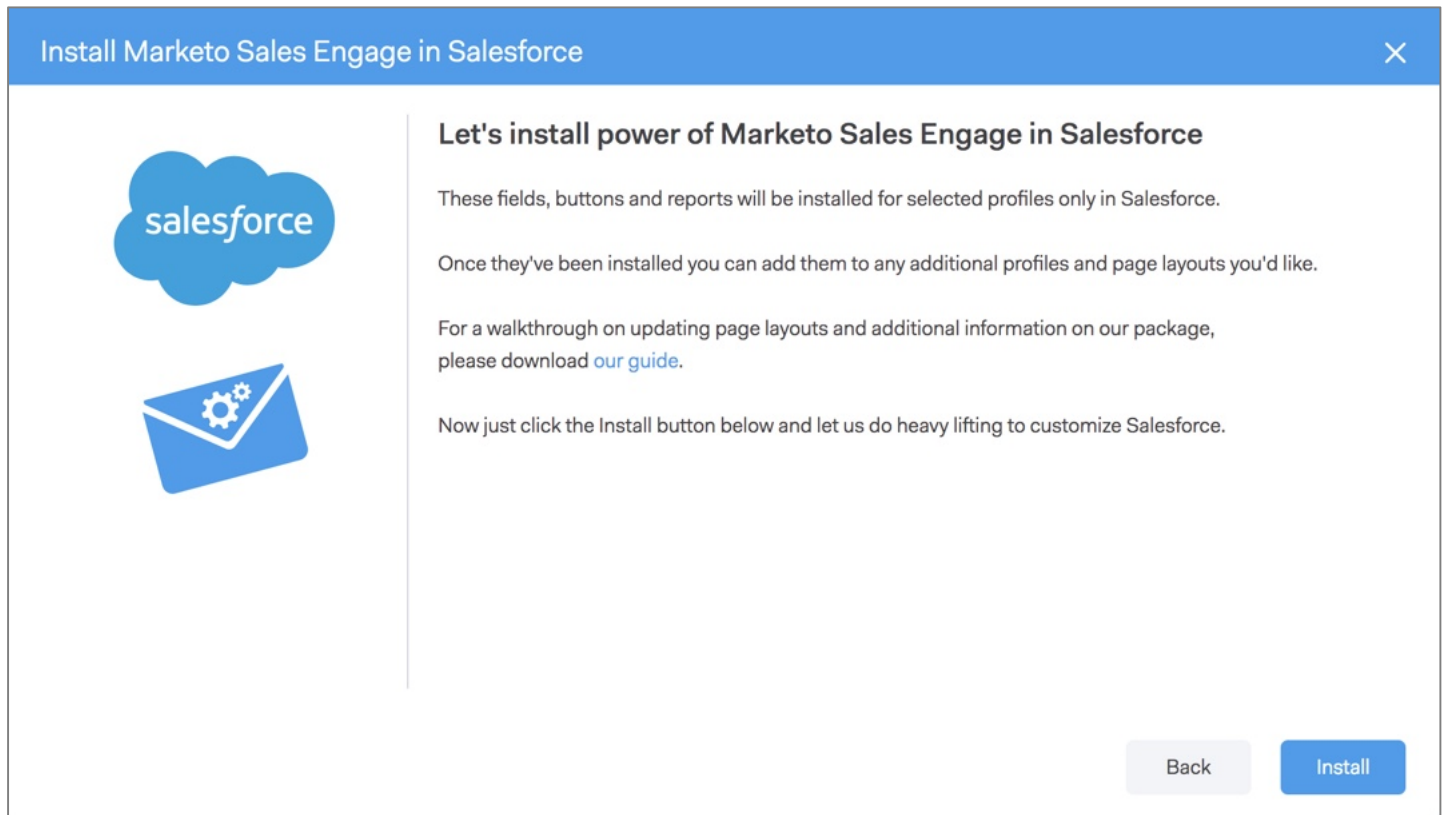 Install Marketo Sales Engage in Salesforce
salesforce
Let's install power of Marketo Sales Engage in Salesforce
These fields, buttons and reports will be installed for selected profiles only in Salesforce.
Once they've been installed you can add them to any additional profiles and page layouts you'd like.
For a walkthrough on updating page layouts and additional information on our package,
please download our guide.
Now just click the Install button below and let us do heavy lifting to customize Salesforce.
Back
Install